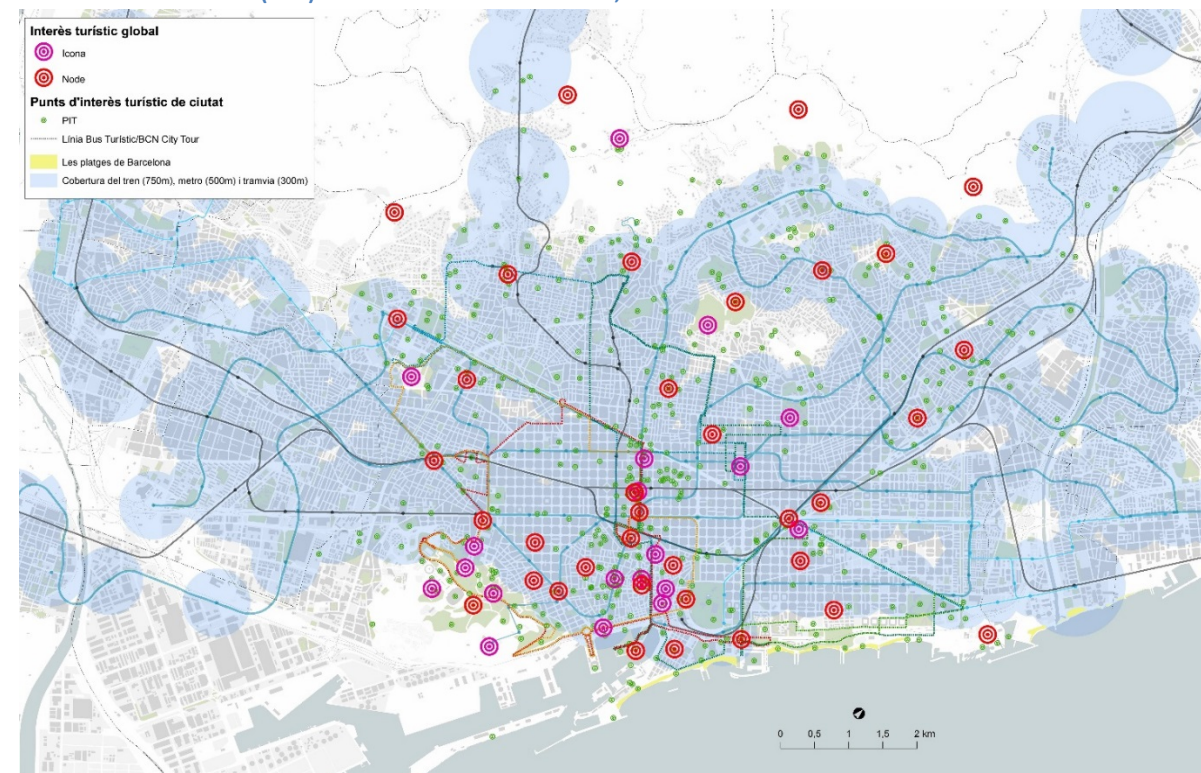 Interès turístic global
Icona
Node
Punts d'interès turístic de ciutat
PIT
Línia Bus Turístic/BCN City Tour
Les platges de Barcelona
Cobertura del tren (750m), metro (500m) i tramvia (300m)
0 0,5 1 1,5 2 km